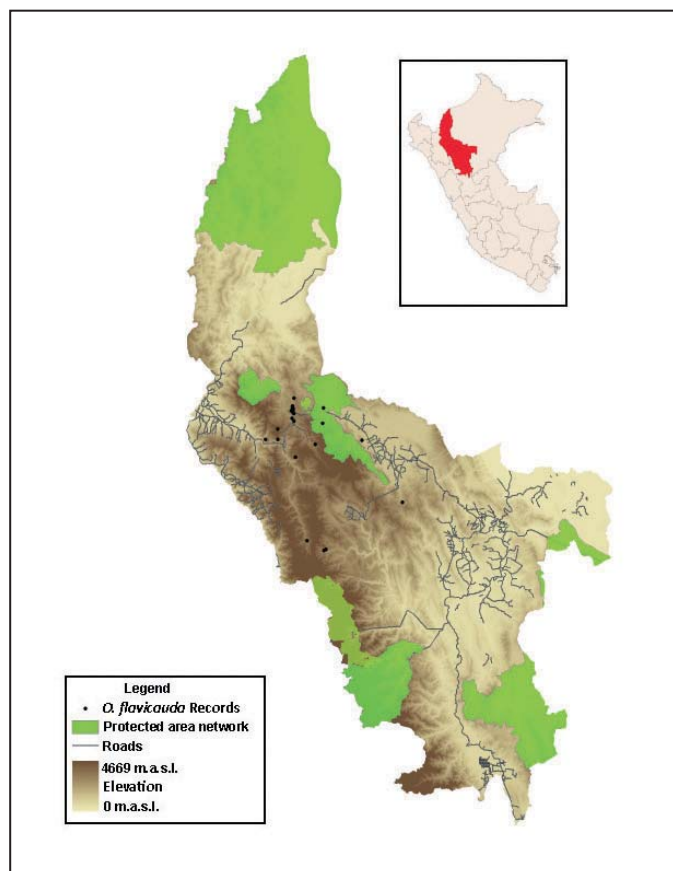 Legend
O. flavicauda Records
Protected area network
Roads
4669 m.a.s.l.
Elevation
0 m.a.s.l.